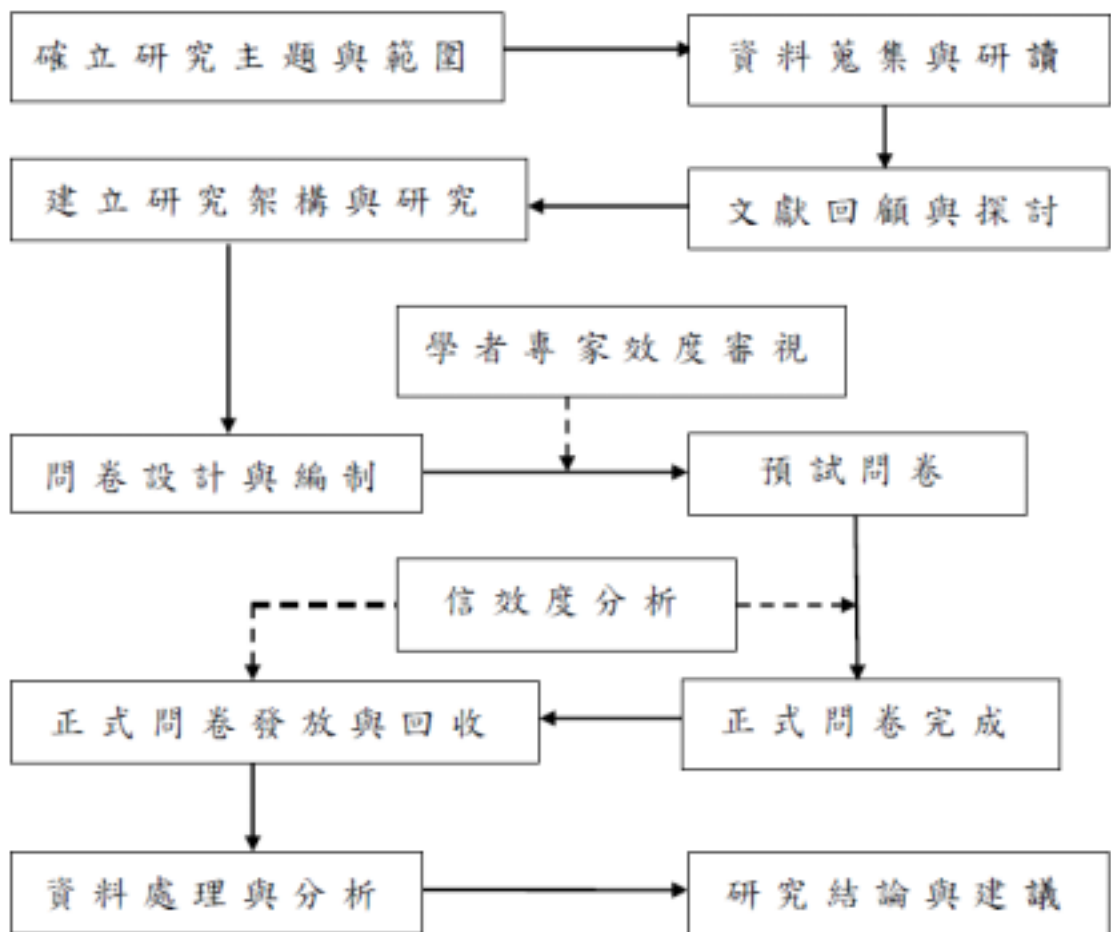 確立研究主題與範圍
資料蒐集與研讀
建立研究架構與研究
文獻回顧與探討
學者專家效度審視
問卷設計與編制
預試問卷
信效度分析
正式問卷發放與回收
正式問卷完成
資料處理與分析
研究結論與建議